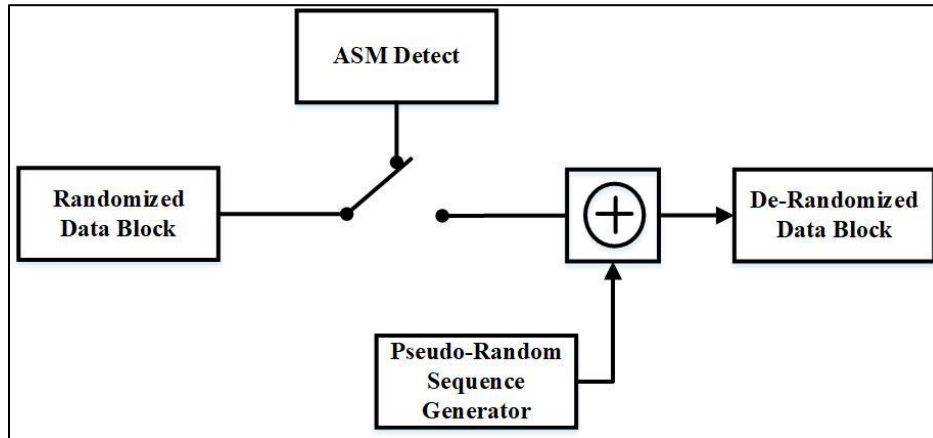 ASM Detect
Randomized
Data Block
De-Randomized
Data Block
Pseudo-Random
Sequence
Generator